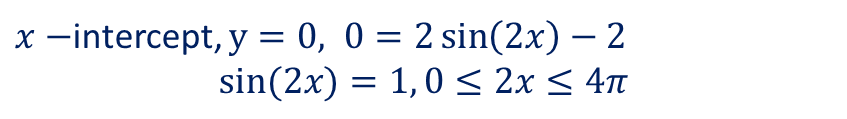 x –intercept, y = 0, 0 = 2 sin(2x) − 2
sin(2x) = 1, 0 ≤ 2x ≤ 4π